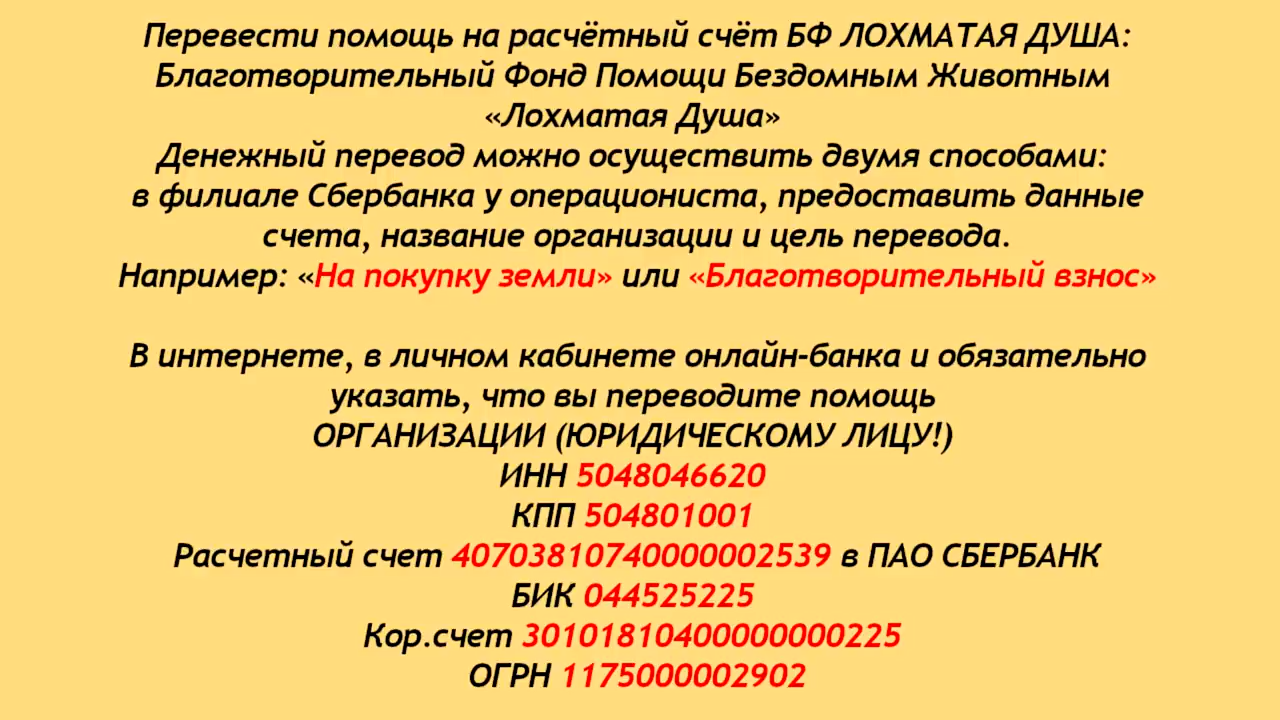 Перевести помощь на расчётный счёт БФ ЛОХМАТАЯ ДУША:
Благотворительный Фонд Помощи Бездомным Животным
«Лохматая Душа»
Денежный перевод можно осуществить двумя способами:
в филиале Сбербанка у операциониста, предоставить данные
счета, название организации и цель перевода.
Например: «На покупку земли» или «Благотворительный взнос»
В интернете, в личном кабинете онлайн-банка и обязательно
указать, что вы переводите помощь
ОРГАНИЗАЦИИ (ЮРИДИЧЕСКОМУ ЛИЦУ!)
ИНН 5048046620
КПП 504801001
Расчетный счет 40703810740000002539 в ПАО СБЕРБАНК
БИК 044525225
Кор.счет 30101810400000000225
ОГРН 1175000002902